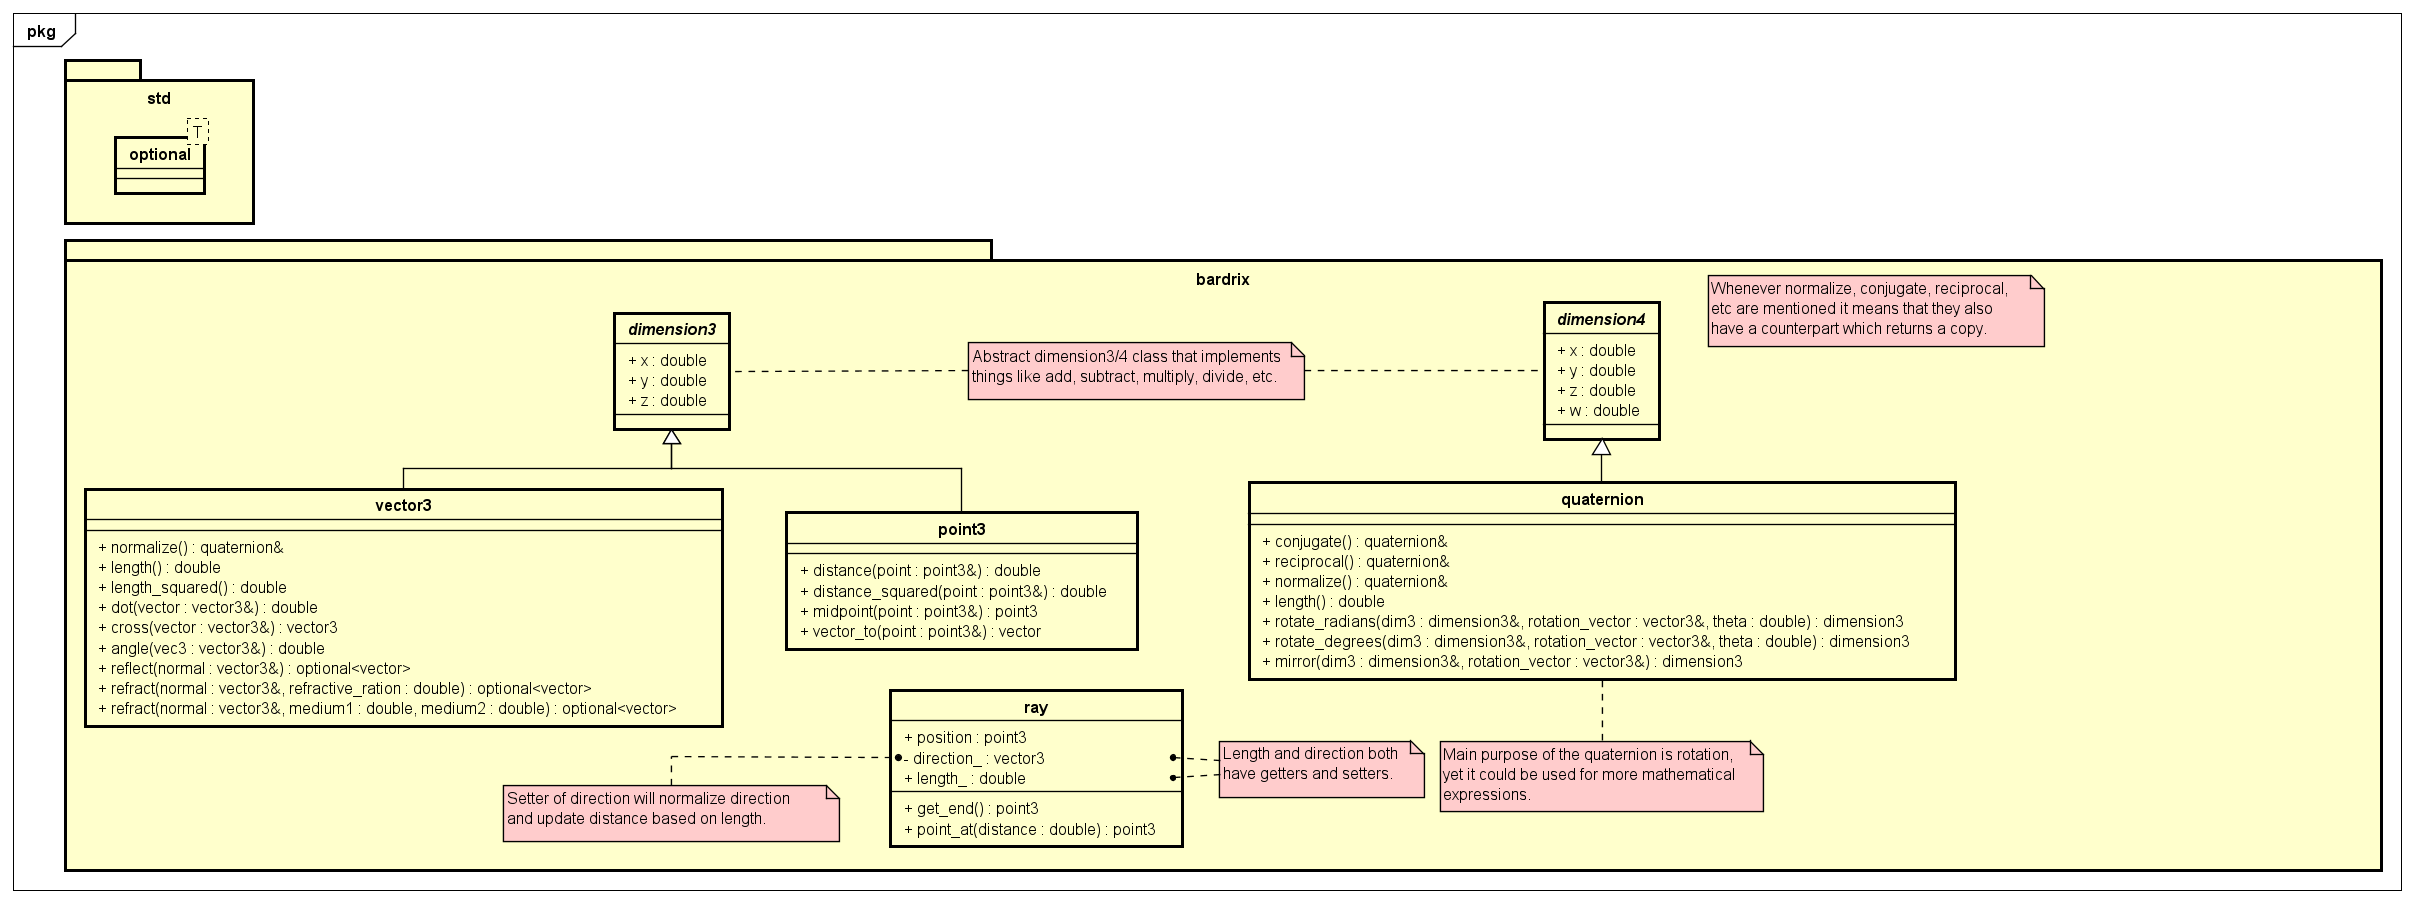 pkg
std
T
optional
bardrix
Whenever normalize, conjugate, reciprocal,
etc are mentioned it means that they also
have a counterpart which returns a copy.
dimension3
+ x : double
+ y : double
+ z : double
Abstract dimension3/4 class that implements
things like add, subtract, multiply, divide, etc.
dimension4
+ x : double
+ y : double
+ z : double
+ w : double
vector3
+ normalize() : quaternion&
+ length() : double
+ length_squared() : double
+ dot(vector : vector3&) : double
+ cross(vector : vector3&) : vector3
+ angle(vec3 : vector3&) : double
+ reflect(normal : vector3&) : optional<vector>
+ refract(normal : vector3&, refractive_ration : double) : optional<vector>
+ refract(normal : vector3&, medium1 : double, medium2 : double) : optional<vector>
point3
+ distance(point : point3&) : double
+ distance_squared(point : point3&) : double
+ midpoint(point : point3&) : point3
+ vector_to(point : point3&) : vector
quaternion
+ conjugate() : quaternion&
+ reciprocal() : quaternion&
+ normalize() : quaternion&
+ length() : double
+ rotate_radians(dim3 : dimension3&, rotation_vector : vector3&, theta : double) : dimension3
+ rotate_degrees(dim3 : dimension3&, rotation_vector : vector3&, theta : double) : dimension3
+ mirror(dim3 : dimension3&, rotation_vector : vector3&) : dimension3
ray
+ position : point3
- direction_ : vector3
+ length_ : double
+ get_end() : point3
+ point_at(distance : double) : point3
Setter of direction will normalize direction
and update distance based on length.
Length and direction both
have getters and setters.
Main purpose of the quaternion is rotation,
yet it could be used for more mathematical
expressions.